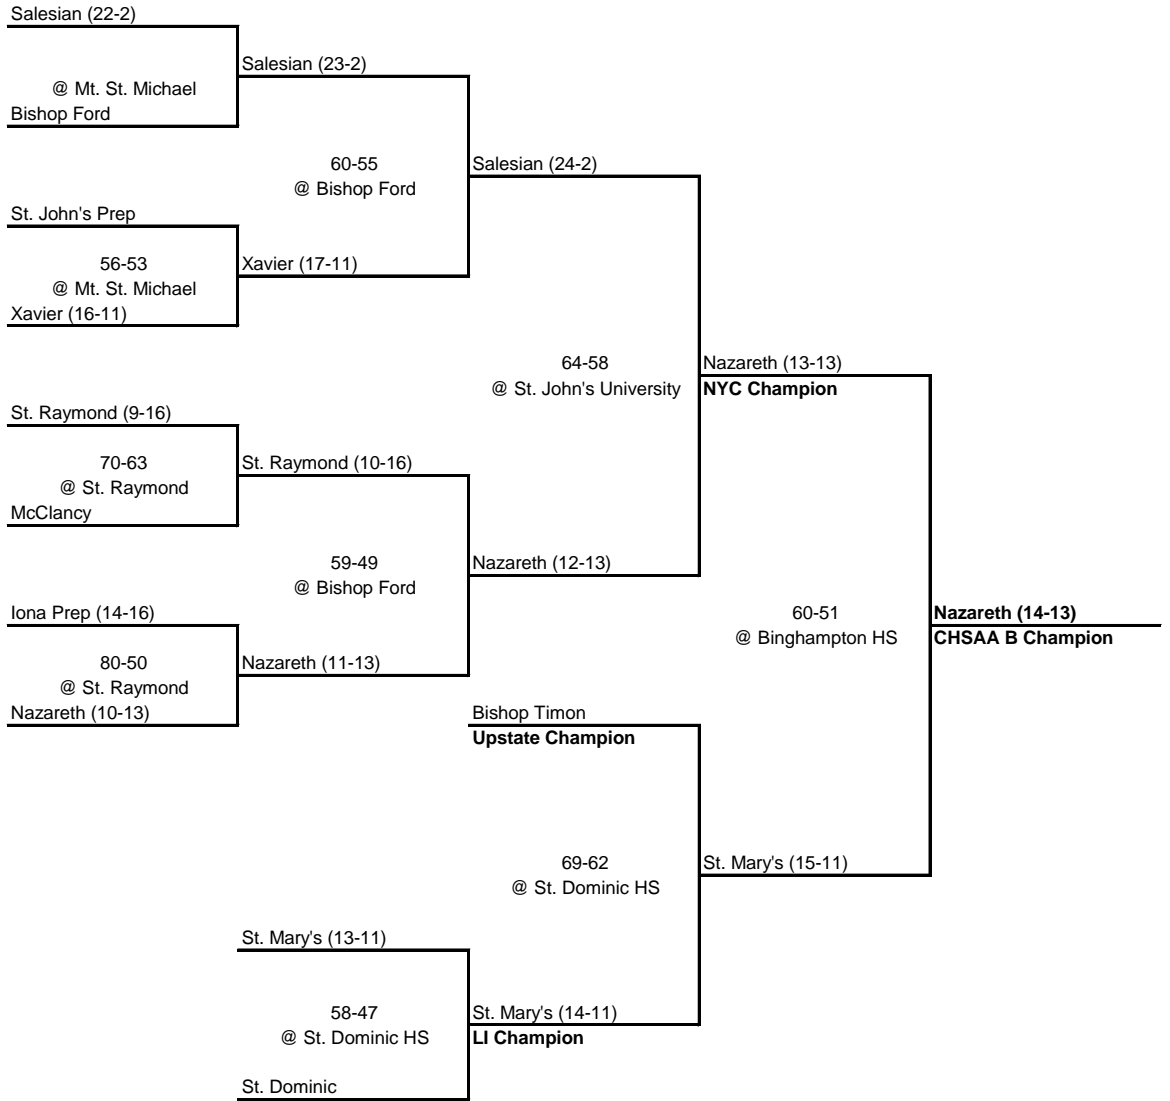 Salesian (22-2)
Salesian (23-2)
@ Mt. St. Michael
Bishop Ford
60-55
Salesian (24-2)
@ Bishop Ford
St. John's Prep
56-53
Xavier (17-11)
@ Mt. St. Michael
Xavier (16-11)
64-58
Nazareth (13-13)
@ St. John's University
NYC Champion
St. Raymond (9-16)
70-63
St. Raymond (10-16)
@ St. Raymond
McClancy
59-49
Nazareth (12-13)
@ Bishop Ford
Iona Prep (14-16)
60-51
Nazareth (14-13)
@ Binghampton HS
CHSAA B Champion
80-50
Nazareth (11-13)
@ St. Raymond
Nazareth (10-13)
Bishop Timon
Upstate Champion
69-62
St. Mary's (15-11)
@ St. Dominic HS
St. Mary's (13-11)
58-47
St. Mary's (14-11)
@ St. Dominic HS
LI Champion
St. Dominic